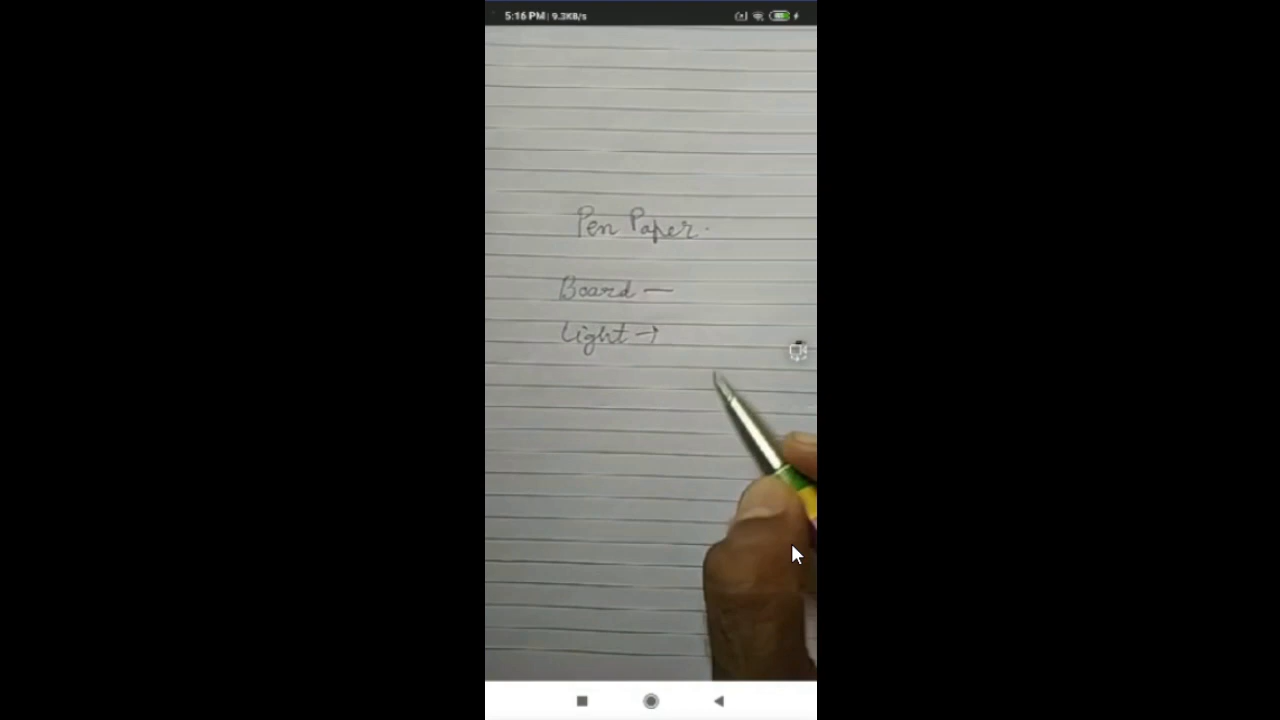 5:16 PM | 9.3KB/s
Pen Paper.
Board —
Light →